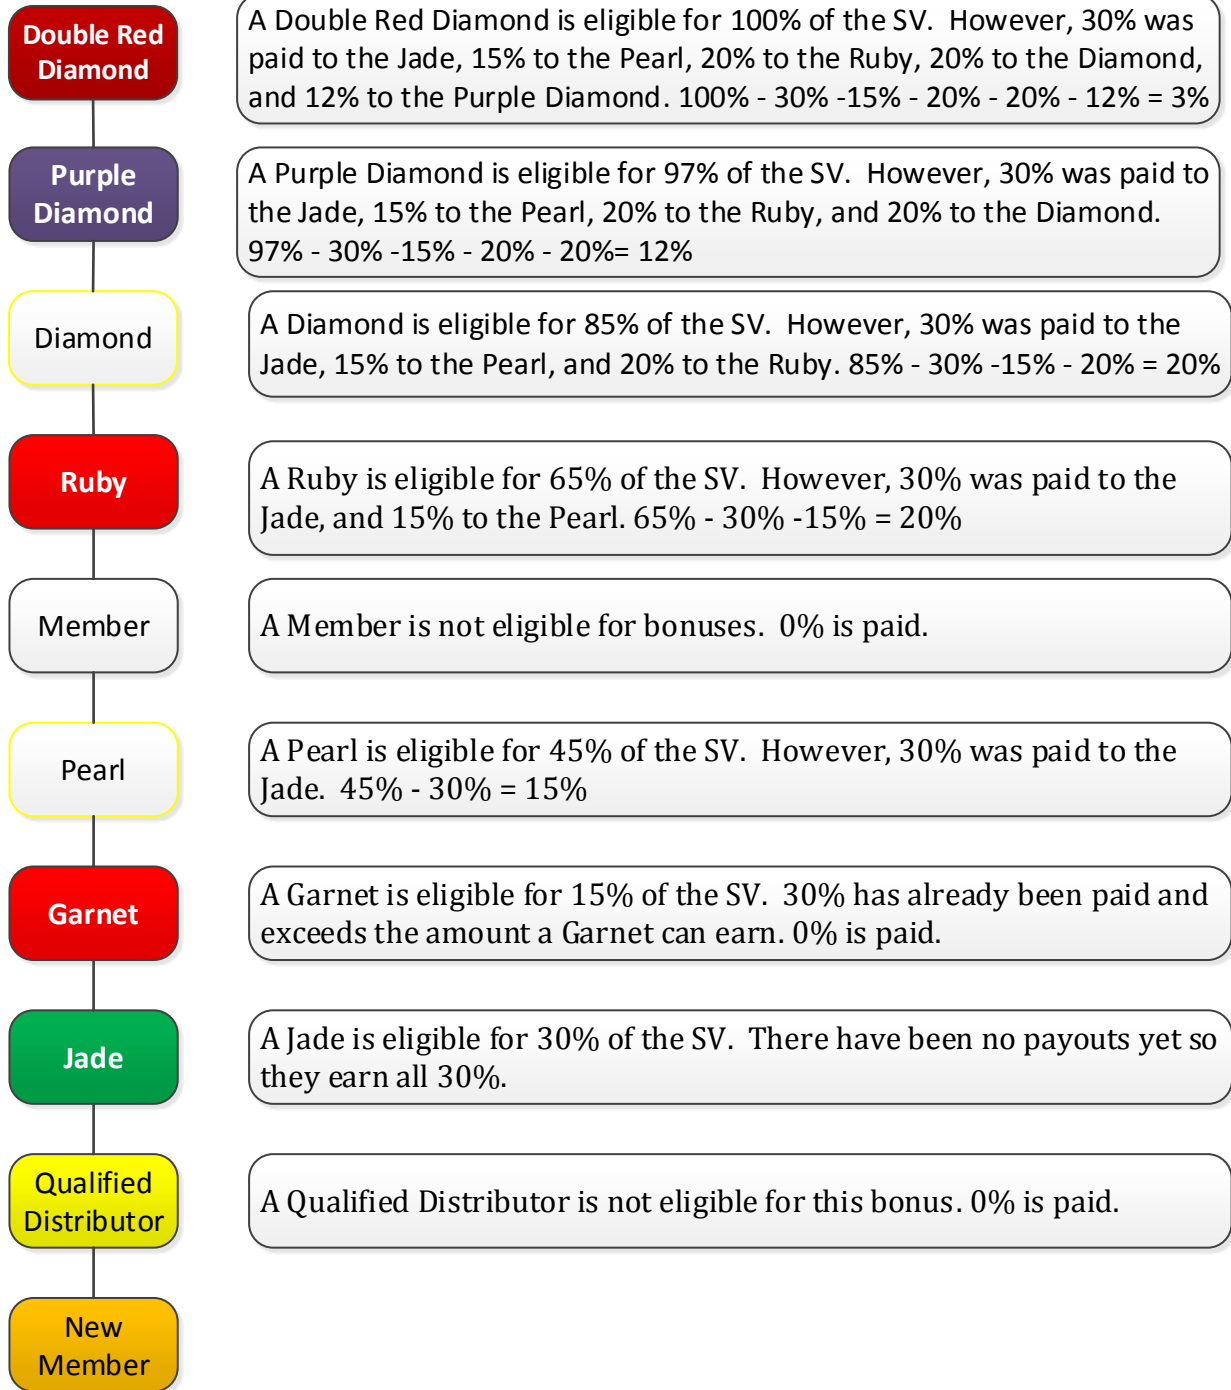 Double Red
Diamond
A Double Red Diamond is eligible for 100% of the SV.  However, 30% was
paid to the Jade, 15% to the Pearl, 20% to the Ruby, 20% to the Diamond,
and 12% to the Purple Diamond. 100% - 30% -15% - 20% - 20% - 12% = 3%
Purple
Diamond
A Purple Diamond is eligible for 97% of the SV.  However, 30% was paid to
the Jade, 15% to the Pearl, 20% to the Ruby, and 20% to the Diamond.
97% - 30% -15% - 20% - 20%= 12%
Diamond
A Diamond is eligible for 85% of the SV.  However, 30% was paid to the
Jade, 15% to the Pearl, and 20% to the Ruby. 85% - 30% -15% - 20% = 20%
Ruby
A Ruby is eligible for 65% of the SV.  However, 30% was paid to the
Jade, and 15% to the Pearl. 65% - 30% -15% = 20%
Member
A Member is not eligible for bonuses.  0% is paid.
Pearl
A Pearl is eligible for 45% of the SV.  However, 30% was paid to the
Jade.  45% - 30% = 15%
Garnet
A Garnet is eligible for 15% of the SV.  30% has already been paid and
exceeds the amount a Garnet can earn. 0% is paid.
Jade
A Jade is eligible for 30% of the SV.  There have been no payouts yet so
they earn all 30%.
Qualified
Distributor
A Qualified Distributor is not eligible for this bonus. 0% is paid.
New
Member